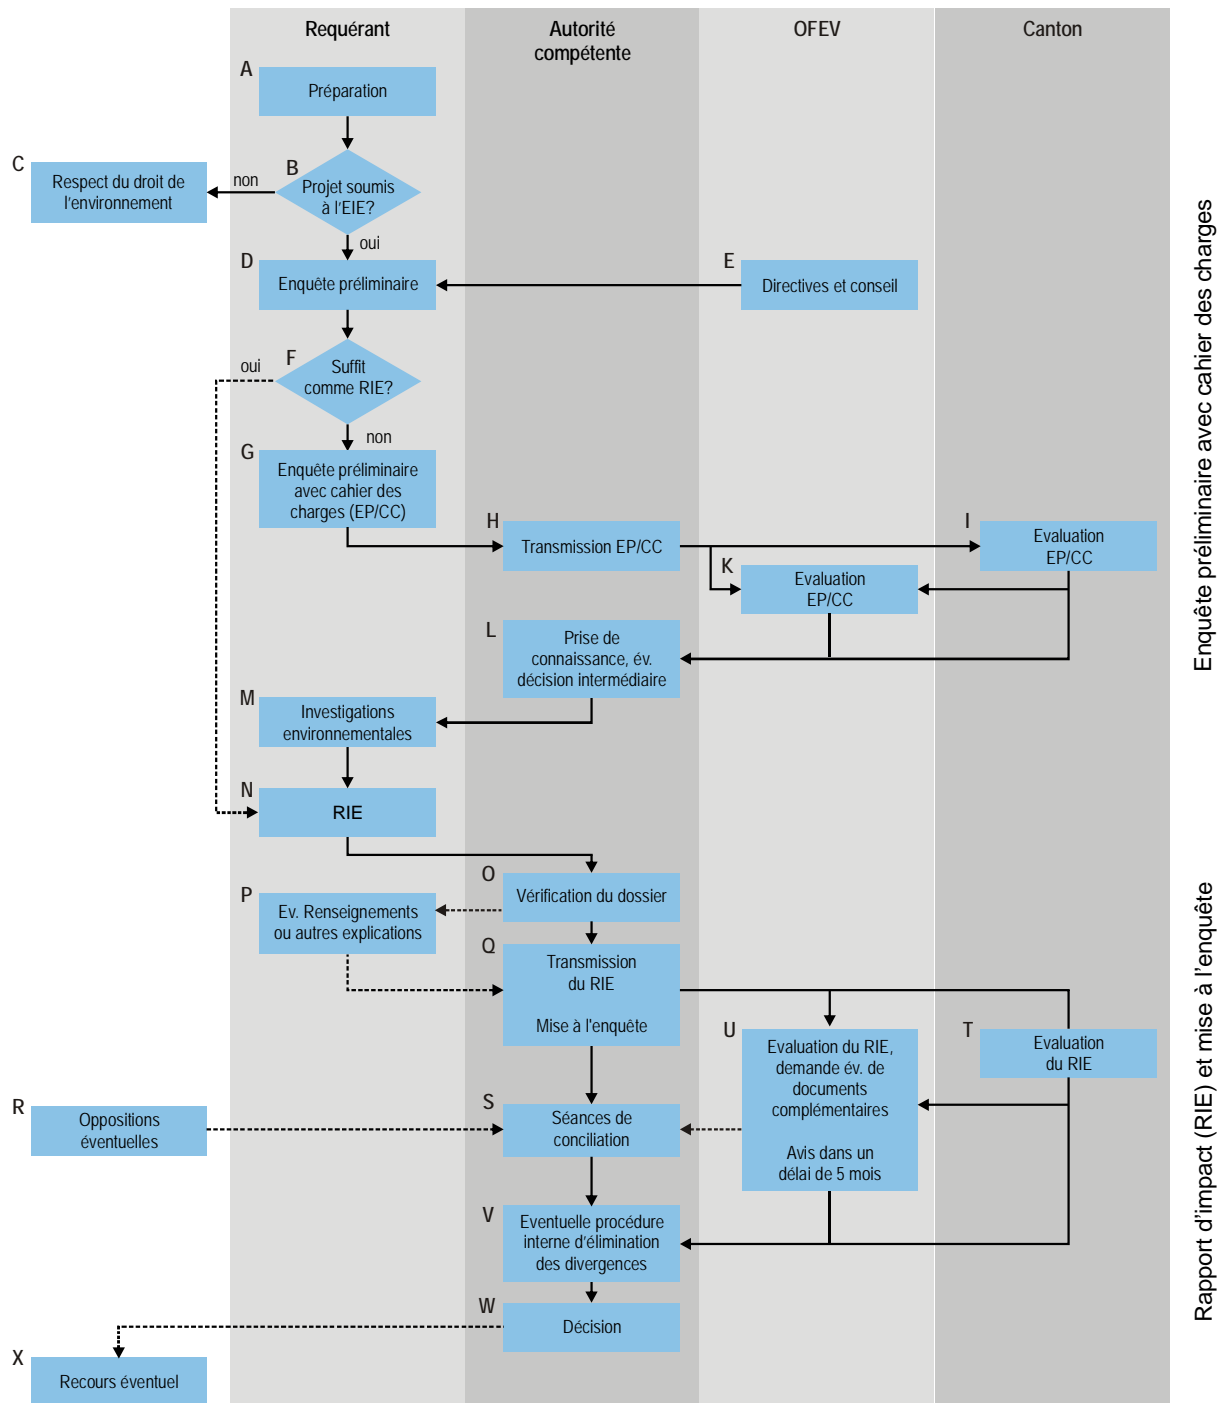 Requérant
Autorité
compétente
OFEV
Canton
A
Préparation
B
Projet soumis
à l'EIE?
non
C
Respect du droit de
l'environnement
oui
D
Enquête préliminaire
E
Directives et conseil
F
Suffit
comme RIE?
oui
non
G
Enquête préliminaire
avec cahier des
charges (EP/CC)
H
Transmission EP/CC
I
Evaluation
EP/CC
K
Evaluation
EP/CC
L
Prise de
connaissance, év.
décision intermédiaire
M
Investigations
environnementales
N
RIE
O
Vérification du dossier
P
Ev. Renseignements
ou autres explications
Q
Transmission
du RIE
Mise à l'enquête
U
Evaluation du RIE,
demande év. de
documents
complémentaires
Avis dans un
délai de 5 mois
T
Evaluation
du RIE
R
Oppositions
éventuelles
S
Séances de
conciliation
V
Eventuelle procédure
interne d'élimination
des divergences
W
Décision
X
Recours éventuel
Enquête préliminaire avec cahier des charges
Rapport d'impact (RIE) et mise à l'enquête